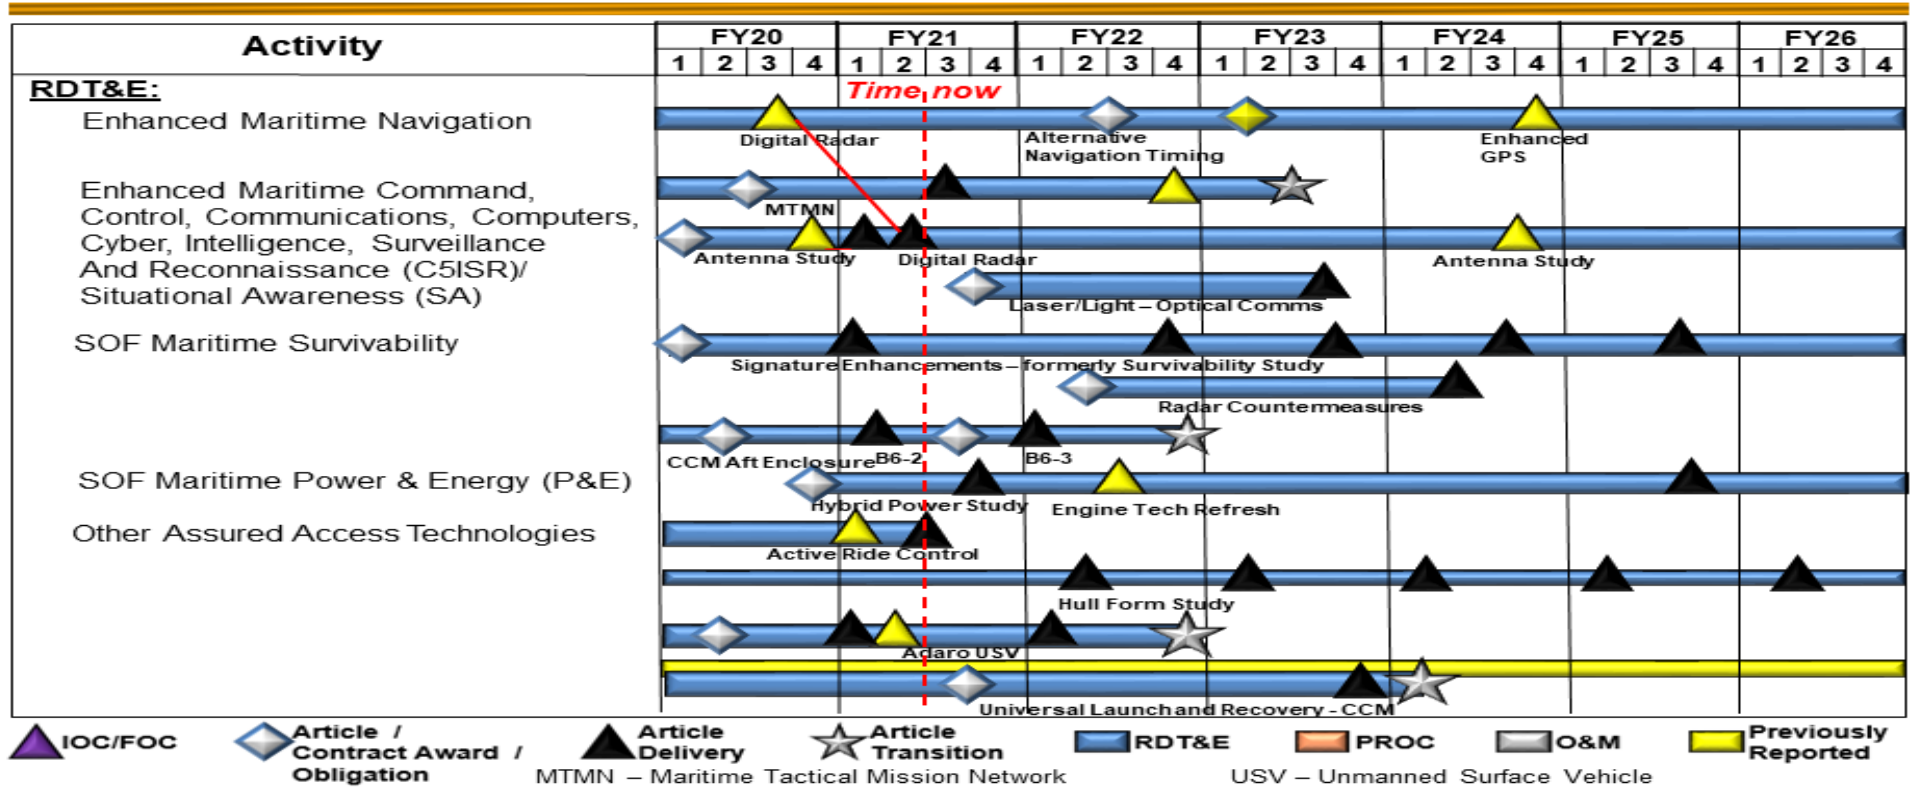 Activity
FY20 FY21 FY22 FY23 FY24 FY25 FY26
1 2 3 4 1 2 3 4 1 2 3 4 1 2 3 4 1 2 3 4 1 2 3 4 1 2 3 4
RDT&E:
Time now
Enhanced Maritime Navigation
Digital Radar
Alternative
Navigation Timing
Enhanced
GPS
Enhanced Maritime Command,
Control, Communications, Computers,
Cyber, Intelligence, Surveillance
And Reconnaissance (C5ISR)/
Situational Awareness (SA)
MTMN
Antenna Study
Digital Radar
Antenna Study
Laser/Light – Optical Comms
SOF Maritime Survivability
Signature Enhancements – formerly Survivability Study
Radar Countermeasures
CCM Aft Enclosure
B6-2
B6-3
SOF Maritime Power & Energy (P&E)
Hybrid Power Study
Engine Tech Refresh
Other Assured Access Technologies
Active Ride Control
Hull Form Study
Adaro USV
Universal Launch and Recovery - CCM
IOC/FOC
Article /
Contract Award /
Obligation
Article
Delivery
Article
Transition
RDT&E
PROC
O&M
Previously
Reported
MTMN – Maritime Tactical Mission Network
USV – Unmanned Surface Vehicle